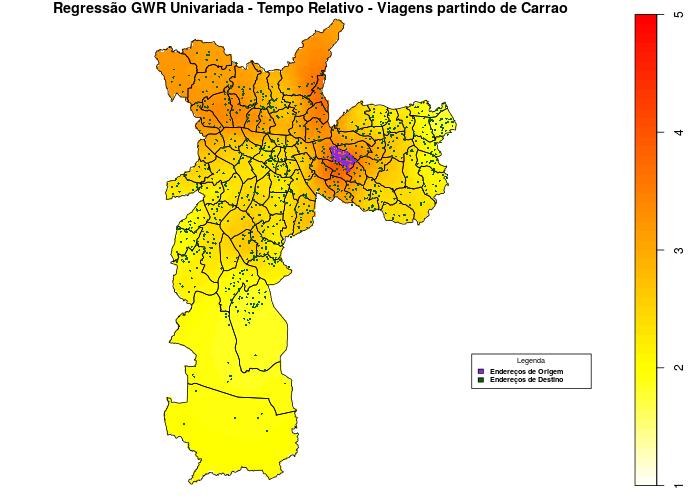 Regressão GWR Univariada - Tempo Relativo - Viagens partindo de Carrao
5
4
3
2
1
Legenda
Endereços de Origem
Endereços de Destino